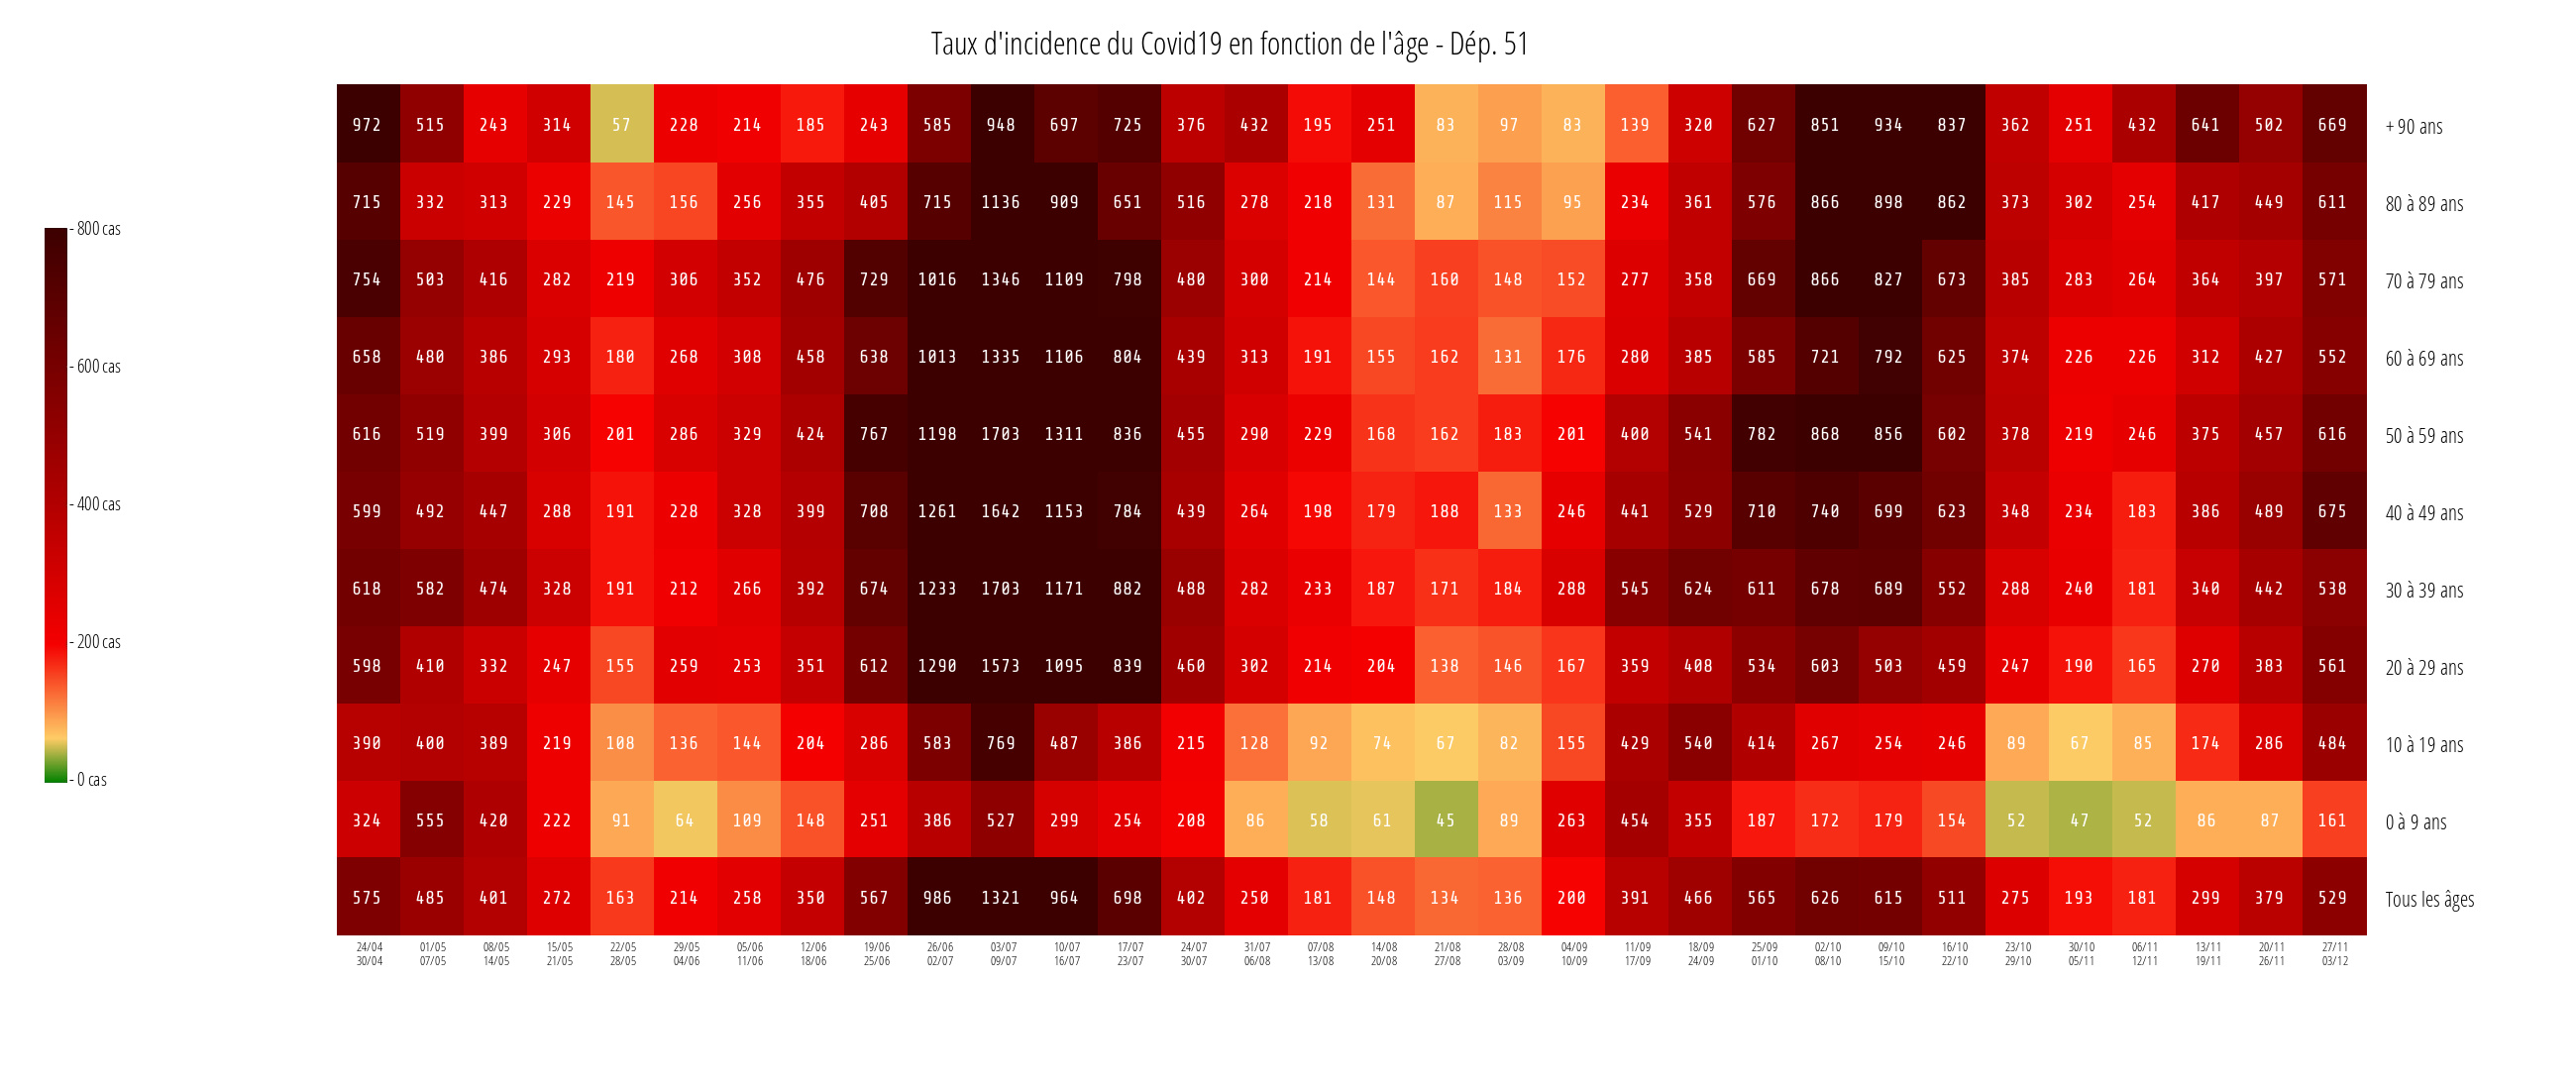 Taux d'incidence du Covid19 en fonction de l'âge - Dép. 51
- 800 cas
- 600 cas
- 400 cas
- 200 cas
- 0 cas
972 515 243 314 57 228 214 185 243 585 948 697 725 376 432 195 251 83 97 83 139 320 627 851 934 837 362 251 432 641 502 669 + 90 ans
715 332 313 229 145 156 256 355 405 715 1136 909 651 516 278 218 131 87 115 95 234 361 576 866 898 862 373 302 254 417 449 611 80 à 89 ans
754 503 416 282 219 306 352 476 729 1016 1346 1109 798 480 300 214 144 160 148 152 277 358 669 866 827 673 385 283 264 364 397 571 70 à 79 ans
658 480 386 293 180 268 308 458 638 1013 1335 1106 804 439 313 191 155 162 131 176 280 385 585 721 792 625 374 226 226 312 427 552 60 à 69 ans
616 519 399 306 201 286 329 424 767 1198 1703 1311 836 455 290 229 168 162 183 201 400 541 782 868 856 602 378 219 246 375 457 616 50 à 59 ans
599 492 447 288 191 228 328 399 708 1261 1642 1153 784 439 264 198 179 188 133 246 441 529 710 740 699 623 348 234 183 386 489 675 40 à 49 ans
618 582 474 328 191 212 266 392 674 1233 1703 1171 882 488 282 233 187 171 184 288 545 624 611 678 689 552 288 240 181 340 442 538 30 à 39 ans
598 410 332 247 155 259 253 351 612 1290 1573 1095 839 460 302 214 204 138 146 167 359 408 534 603 503 459 247 190 165 270 383 561 20 à 29 ans
390 400 389 219 108 136 144 204 286 583 769 487 386 215 128 92 74 67 82 155 429 540 414 267 254 246 89 67 85 174 286 484 10 à 19 ans
324 555 420 222 91 64 109 148 251 386 527 299 254 208 86 58 61 45 89 263 454 355 187 172 179 154 52 47 52 86 87 161 0 à 9 ans
575 485 401 272 163 214 258 350 567 986 1321 964 698 402 250 181 148 134 136 200 391 466 565 626 615 511 275 193 181 299 379 529 Tous les âges
24/04 01/05 08/05 15/05 22/05 29/05 05/06 12/06 19/06 26/06 03/07 10/07 17/07 24/07 31/07 07/08 14/08 21/08 28/08 04/09 11/09 18/09 25/09 02/10 09/10 16/10 23/10 30/10 06/11 13/11 20/11 27/11
30/04 07/05 14/05 21/05 28/05 04/06 11/06 18/06 25/06 02/07 09/07 16/07 23/07 30/07 06/08 13/08 20/08 27/08 03/09 10/09 17/09 24/09 01/10 08/10 15/10 22/10 29/10 05/11 12/11 19/11 26/11 03/12